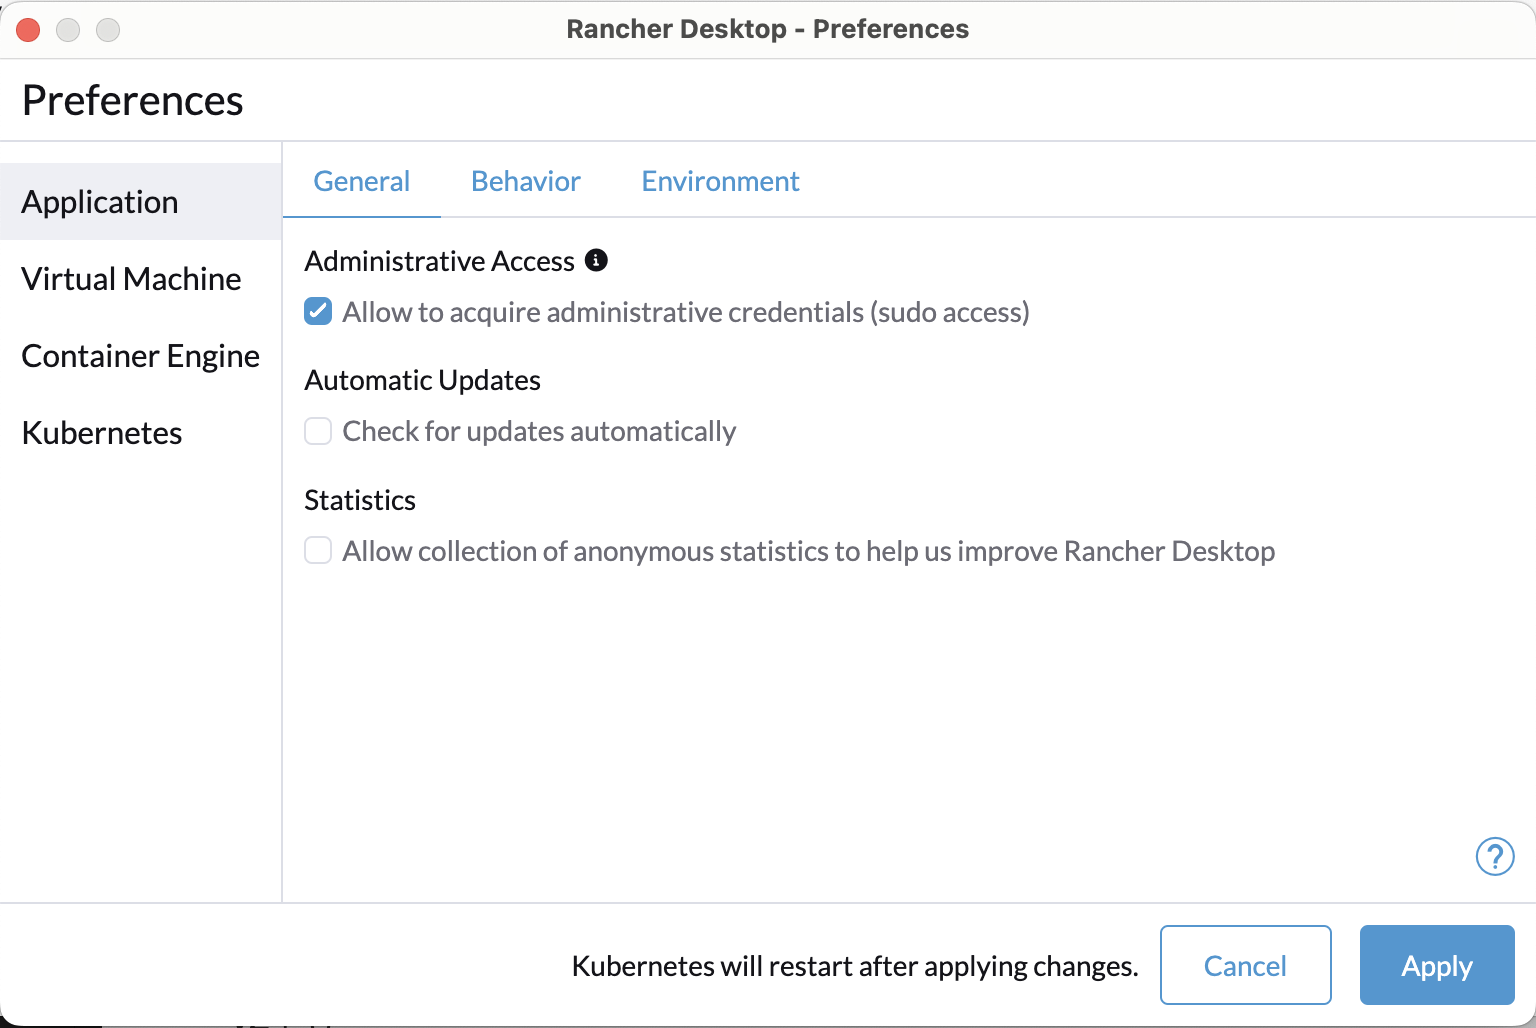 Rancher Desktop - Preferences
Preferences
Application
Virtual Machine
Container Engine
Kubernetes
General Behavior Environment
Administrative Access
Allow to acquire administrative credentials (sudo access)
Automatic Updates
Check for updates automatically
Statistics
Allow collection of anonymous statistics to help us improve Rancher Desktop
?
Kubernetes will restart after applying changes. Cancel Apply